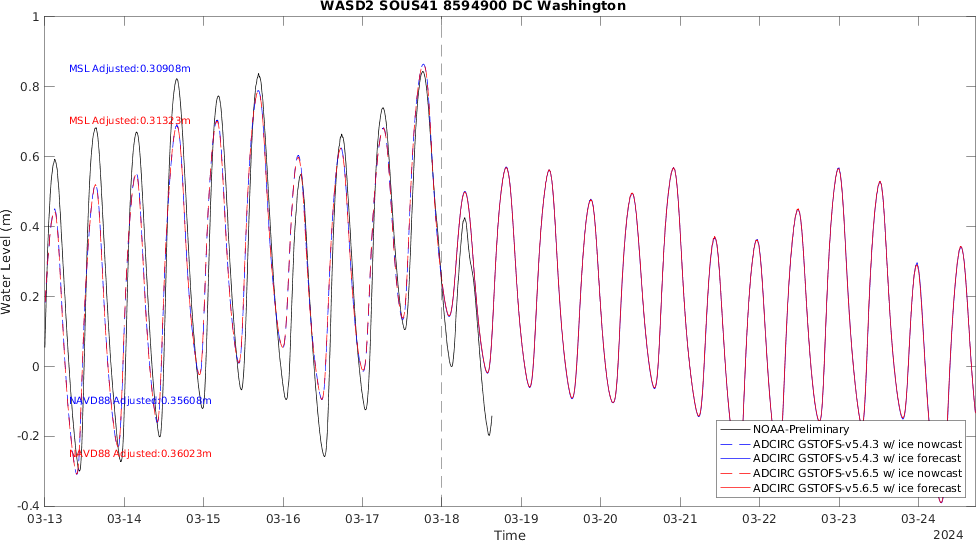 WASD2 SOUS41 8594900 DC Washington
1
0.8
0.6
0.4
0.2
0
-0.2
-0.4
Water Level (m)
MSL Adjusted:0.30908m
MSL Adjusted:0.31323m
NAVD88 Adjusted:0.35608m
NAVD88 Adjusted:0.36023m
NOAA-Preliminary
ADCIRC GSTOFS-v5.4.3 w/ ice nowcast
ADCIRC GSTOFS-v5.4.3 w/ ice forecast
ADCIRC GSTOFS-v5.6.5 w/ ice nowcast
ADCIRC GSTOFS-v5.6.5 w/ ice forecast
03-13 03-14 03-15 03-16 03-17 03-18 03-19 03-20 03-21 03-22 03-23 03-24
Time
2024